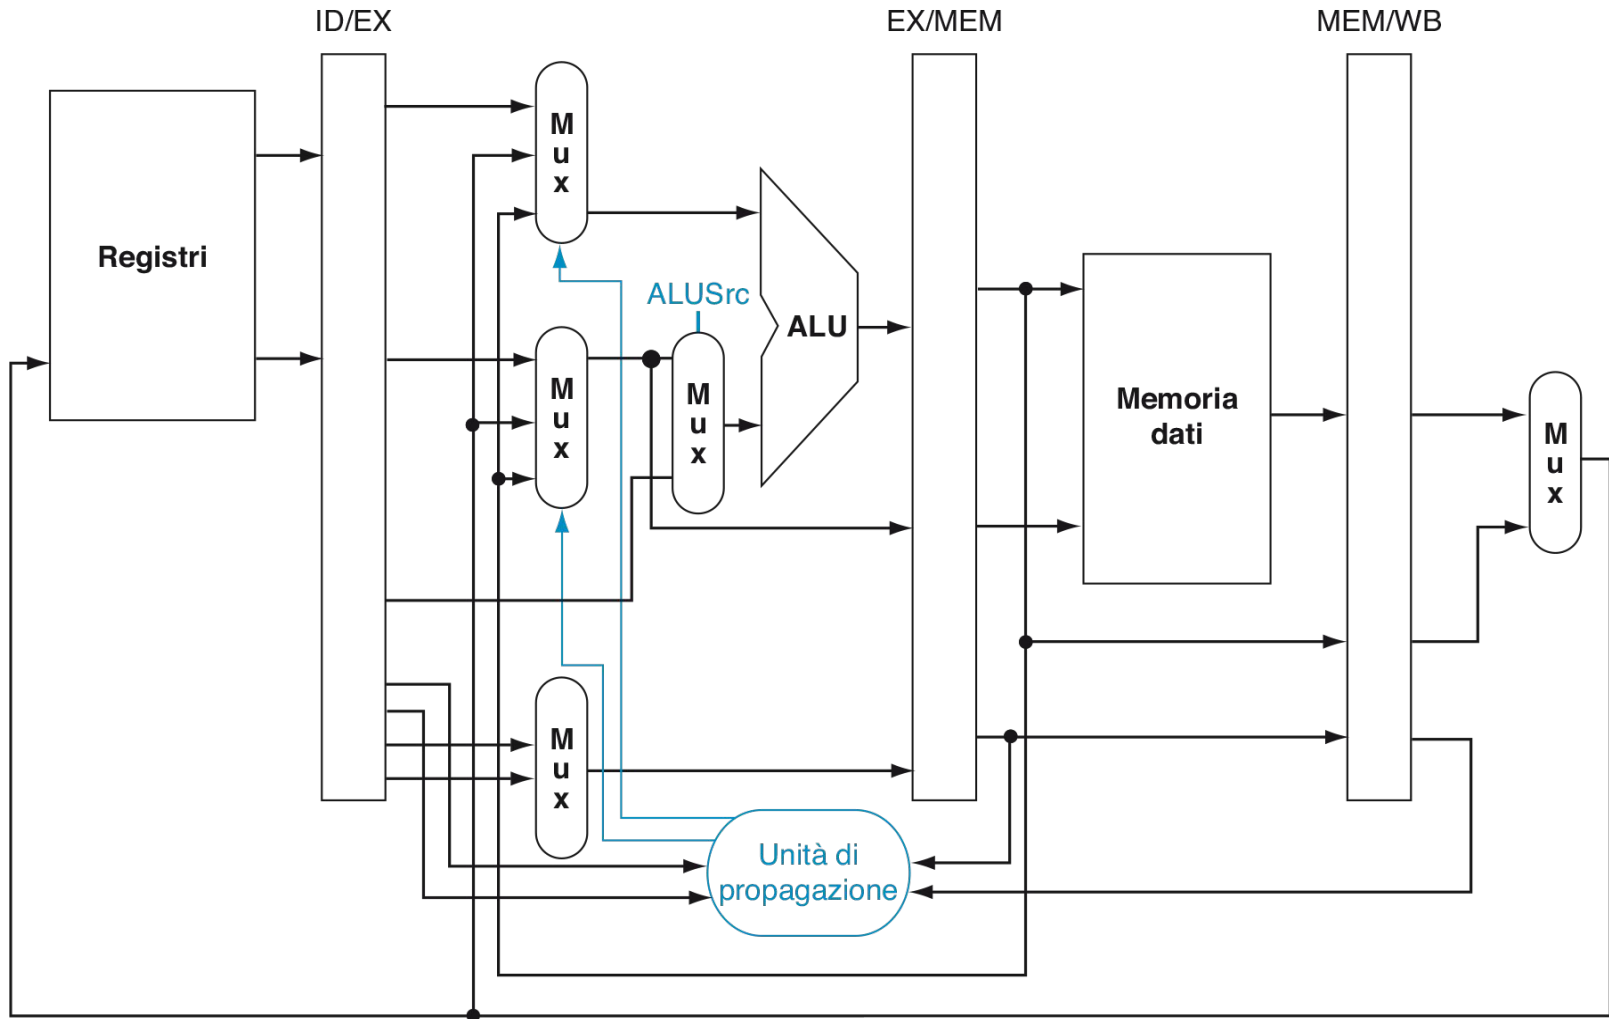 ID/EX
EX/MEM
MEM/WB
M
u
x
Registri
ALUSrc
ALU
M
u
x
M
u
x
Memoria
dati
M
u
x
M
u
x
Unità di
propagazione